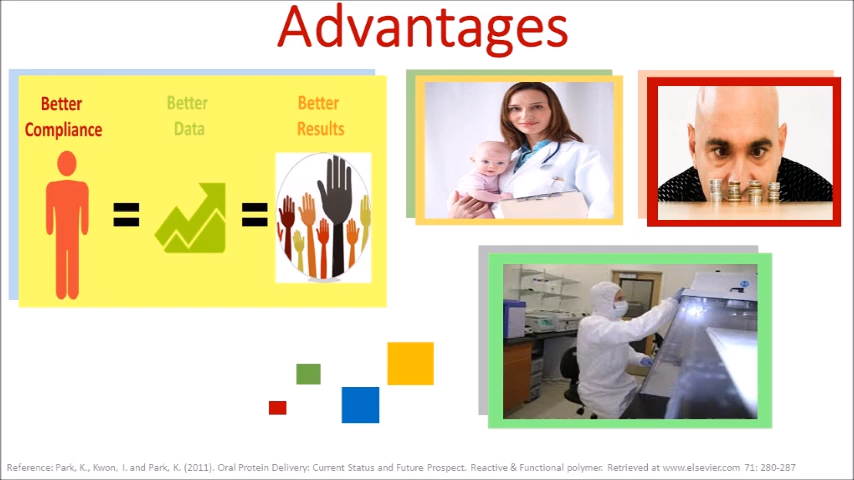 Advantages
Better Compliance
Better Data
Better Results
Reference: Park, K., Kwon, I. and Park, K. (2011). Oral Protein Delivery: Current Status and Future Prospect. Reactive & Functional polymer. Retrieved at www.elsevier.com 71: 280-287